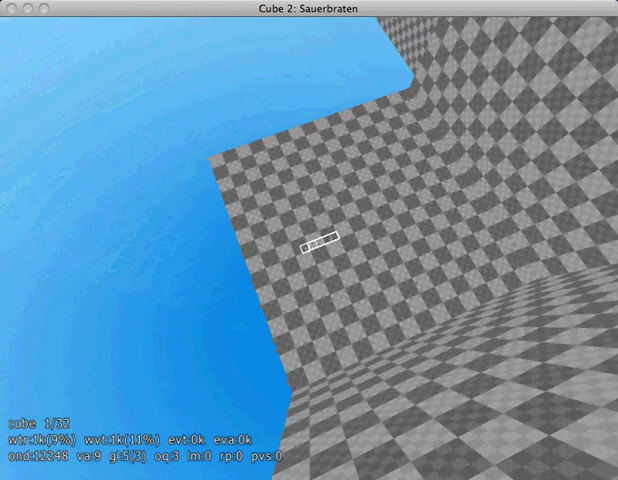 Cube 2: Sauerbraten
cube 1/32
wtr:1k(9%) wvt:1k(11%) evt:0k eva:0k
ond:12248 va:9 gl:5(3) oq:3 lm:0 rp:0 pvs:0